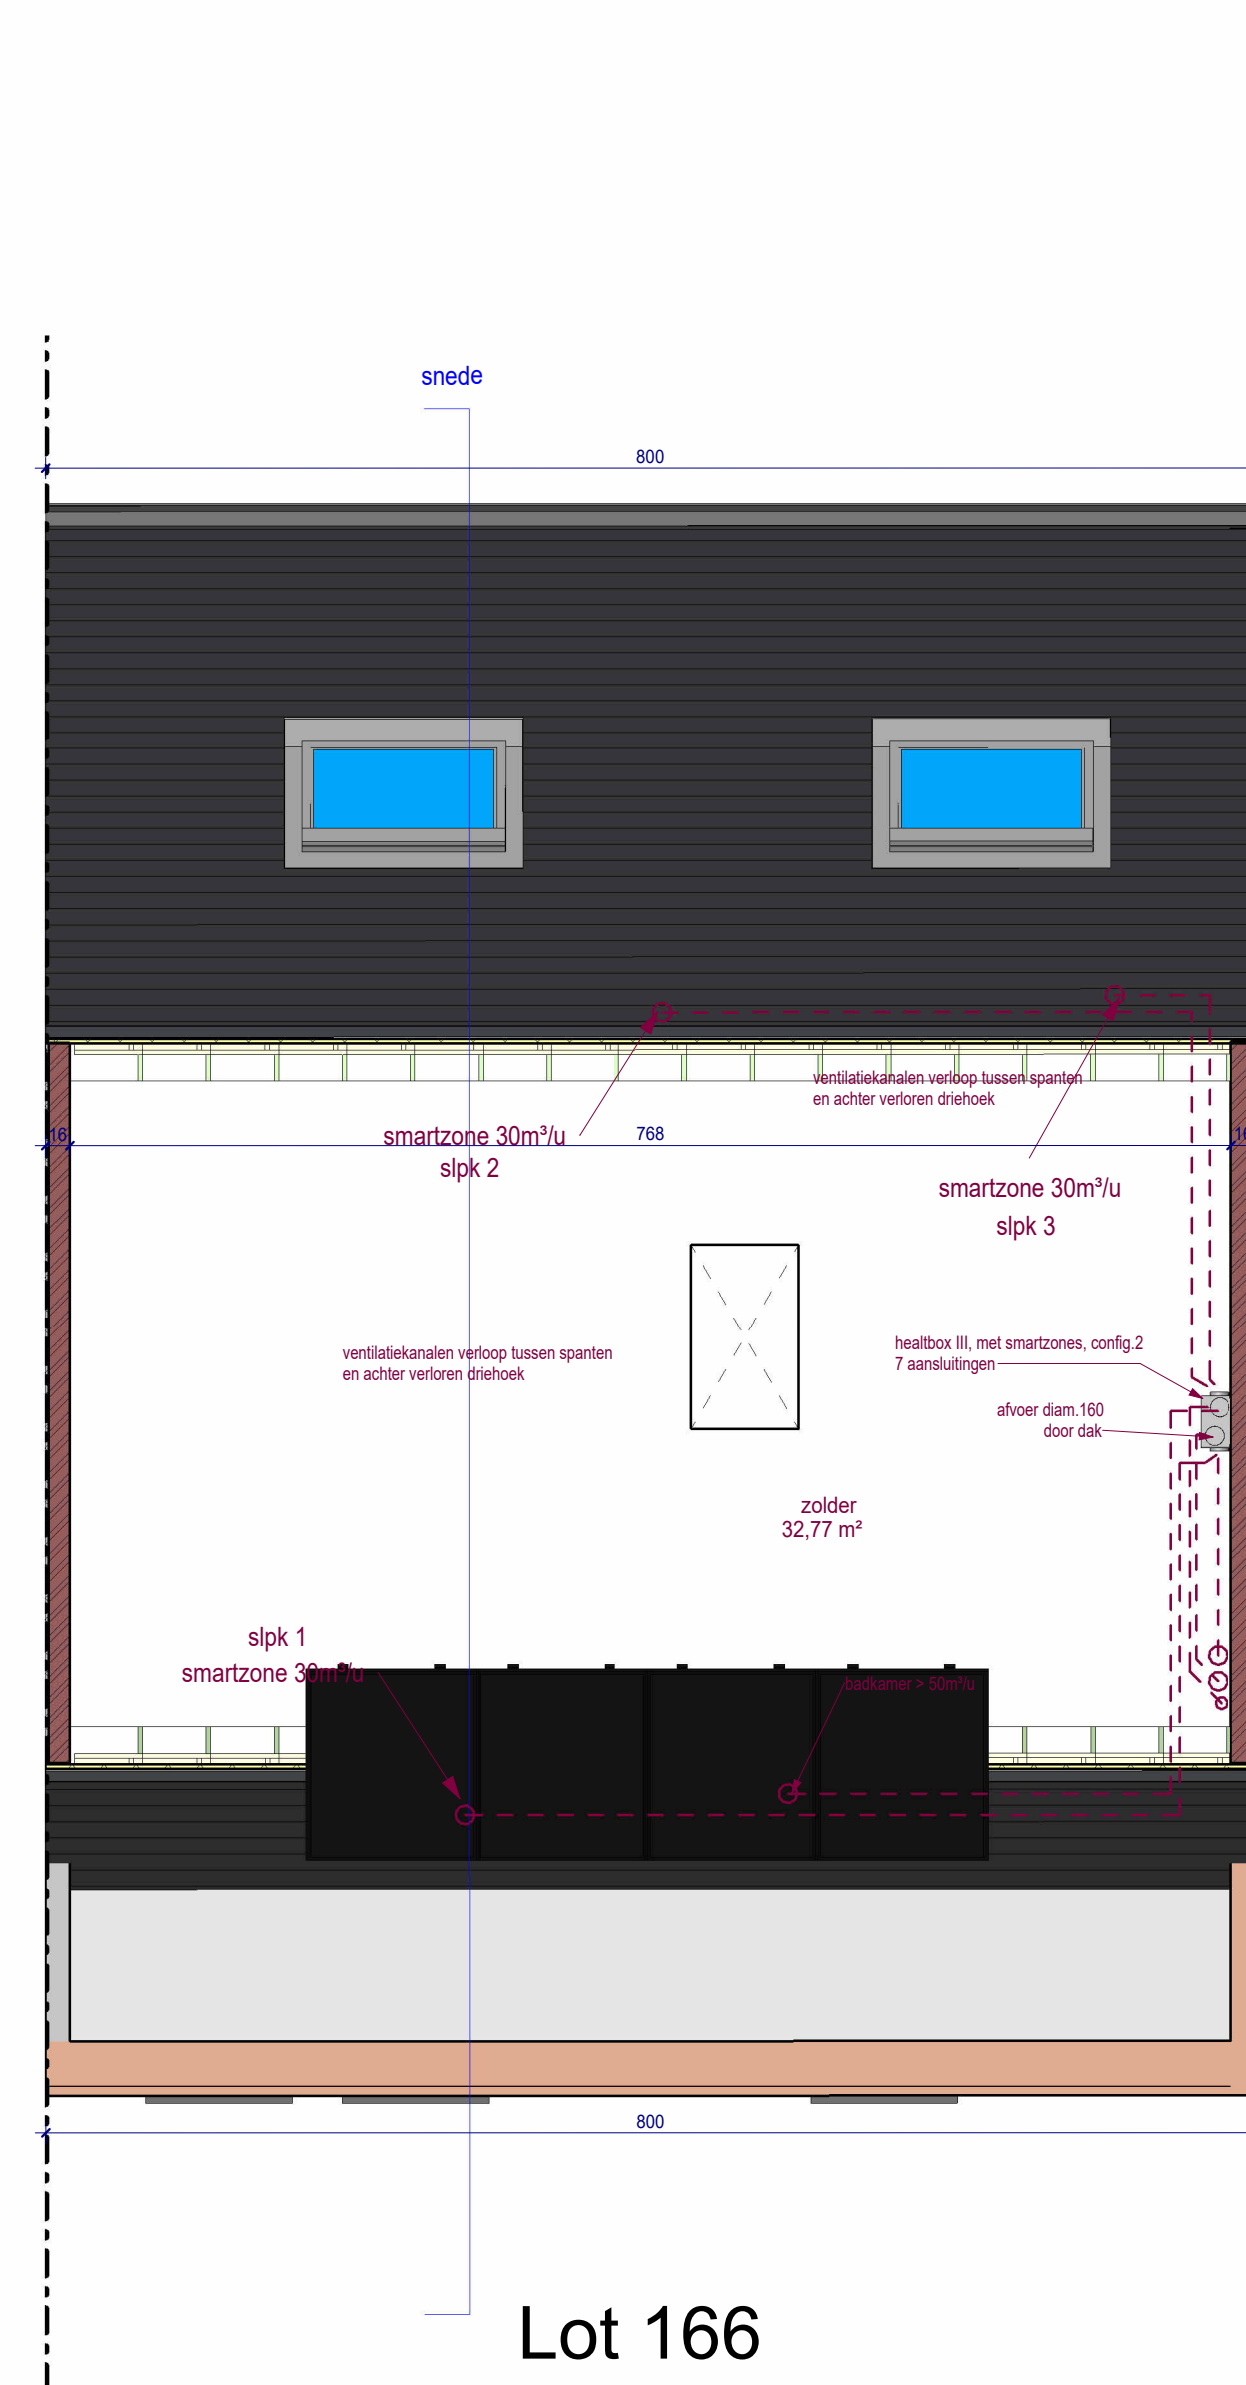 snede
800
ventilatiekanalen verloop tussen spanten
en achter verloren driehoek
16
smartzone 30m³/u
slpk 2
768
16
smartzone 30m³/u
slpk 3
healtbox III, met smartzones, config.2
7 aansluitingen
ventilatiekanalen verloop tussen spanten
en achter verloren driehoek
afvoer diam.160
door dak
zolder
32,77 m²
slpk 1
smartzone 30m³/u
badkamer > 50m³/u
800
Lot 166